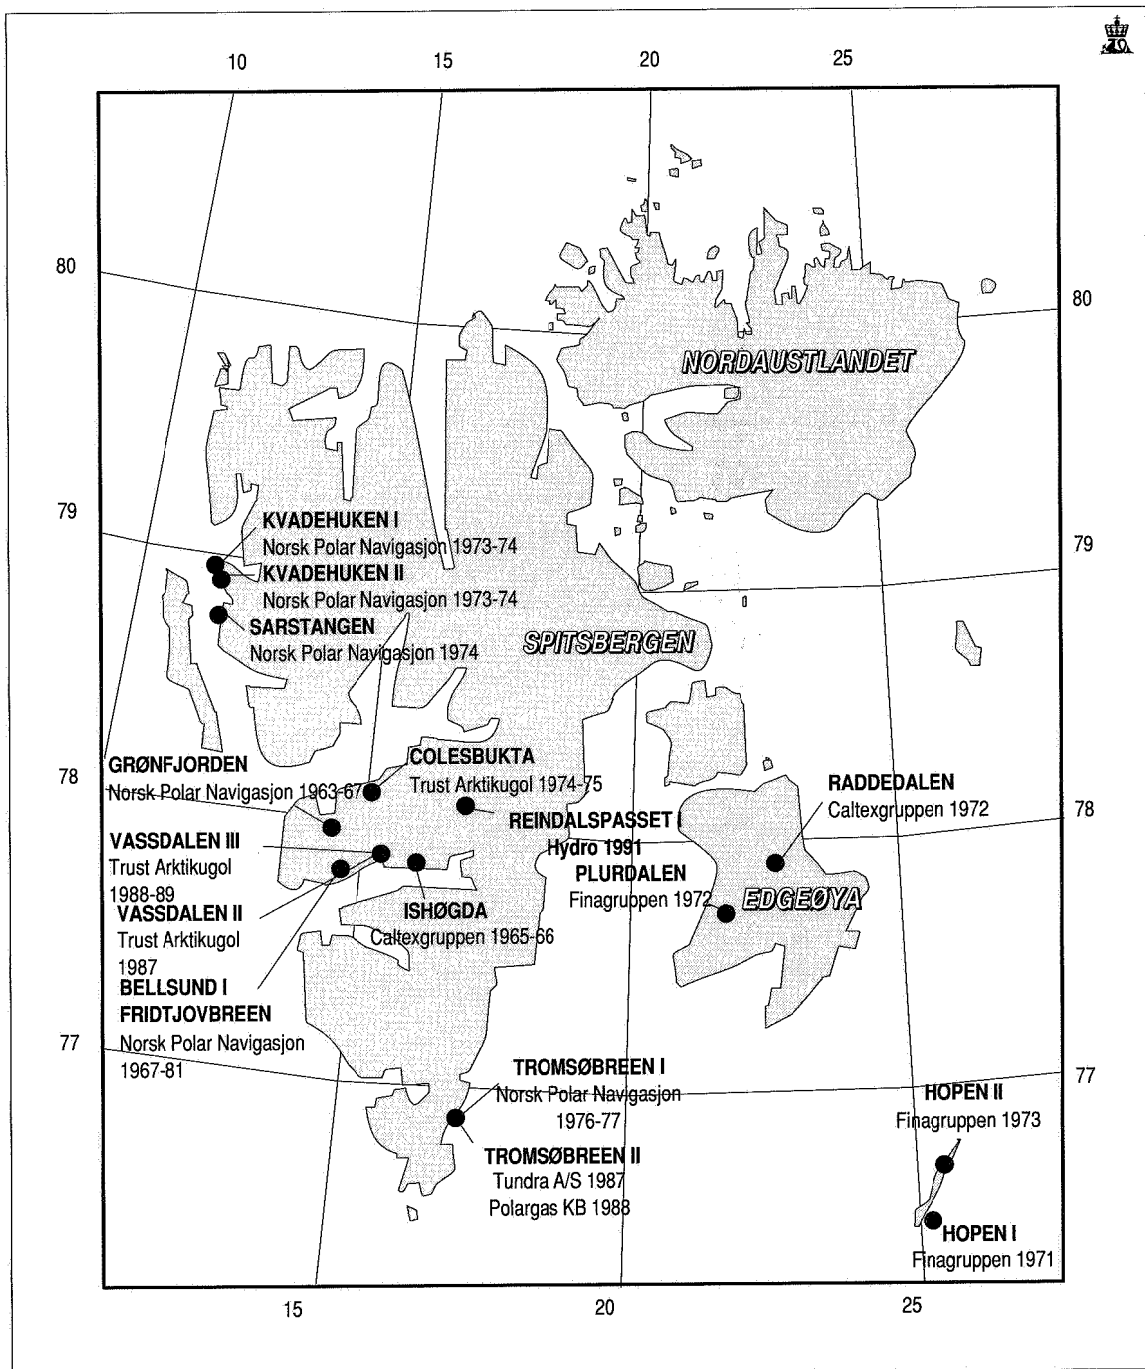 10
15
20
25
80
80
NORDAUSTLANDET
79
79
KVADEHUKEN I
Norsk Polar Navigasjon 1973-74
KVADEHUKEN II
Norsk Polar Navigasjon 1973-74
SARSTANGEN
Norsk Polar Navigasjon 1974
SPITSBERGEN
78
78
GRØNFJORDEN
Norsk Polar Navigasjon 1963-67
COLESBUKTA
Trust Arktikugol 1974-75
REINDALSPASSET I
Hydro 1991
RADDEDALEN
Caltexgruppen 1972
VASSDALEN III
Trust Arktikugol
1988-89
PLURDALEN
Finagruppen 1972
EDGEØYA
VASSDALEN II
Trust Arktikugol
1987
ISHØGDA
Caltexgruppen 1965-66
BELLSUND I
FRIDTJOVBREEN
Norsk Polar Navigasjon
1967-81
77
77
TROMSØBREEN I
Norsk Polar Navigasjon
1976-77
TROMSØBREEN II
Tundra A/S 1987
Polargas KB 1988
HOPEN II
Finagruppen 1973
HOPEN I
Finagruppen 1971
15
20
25